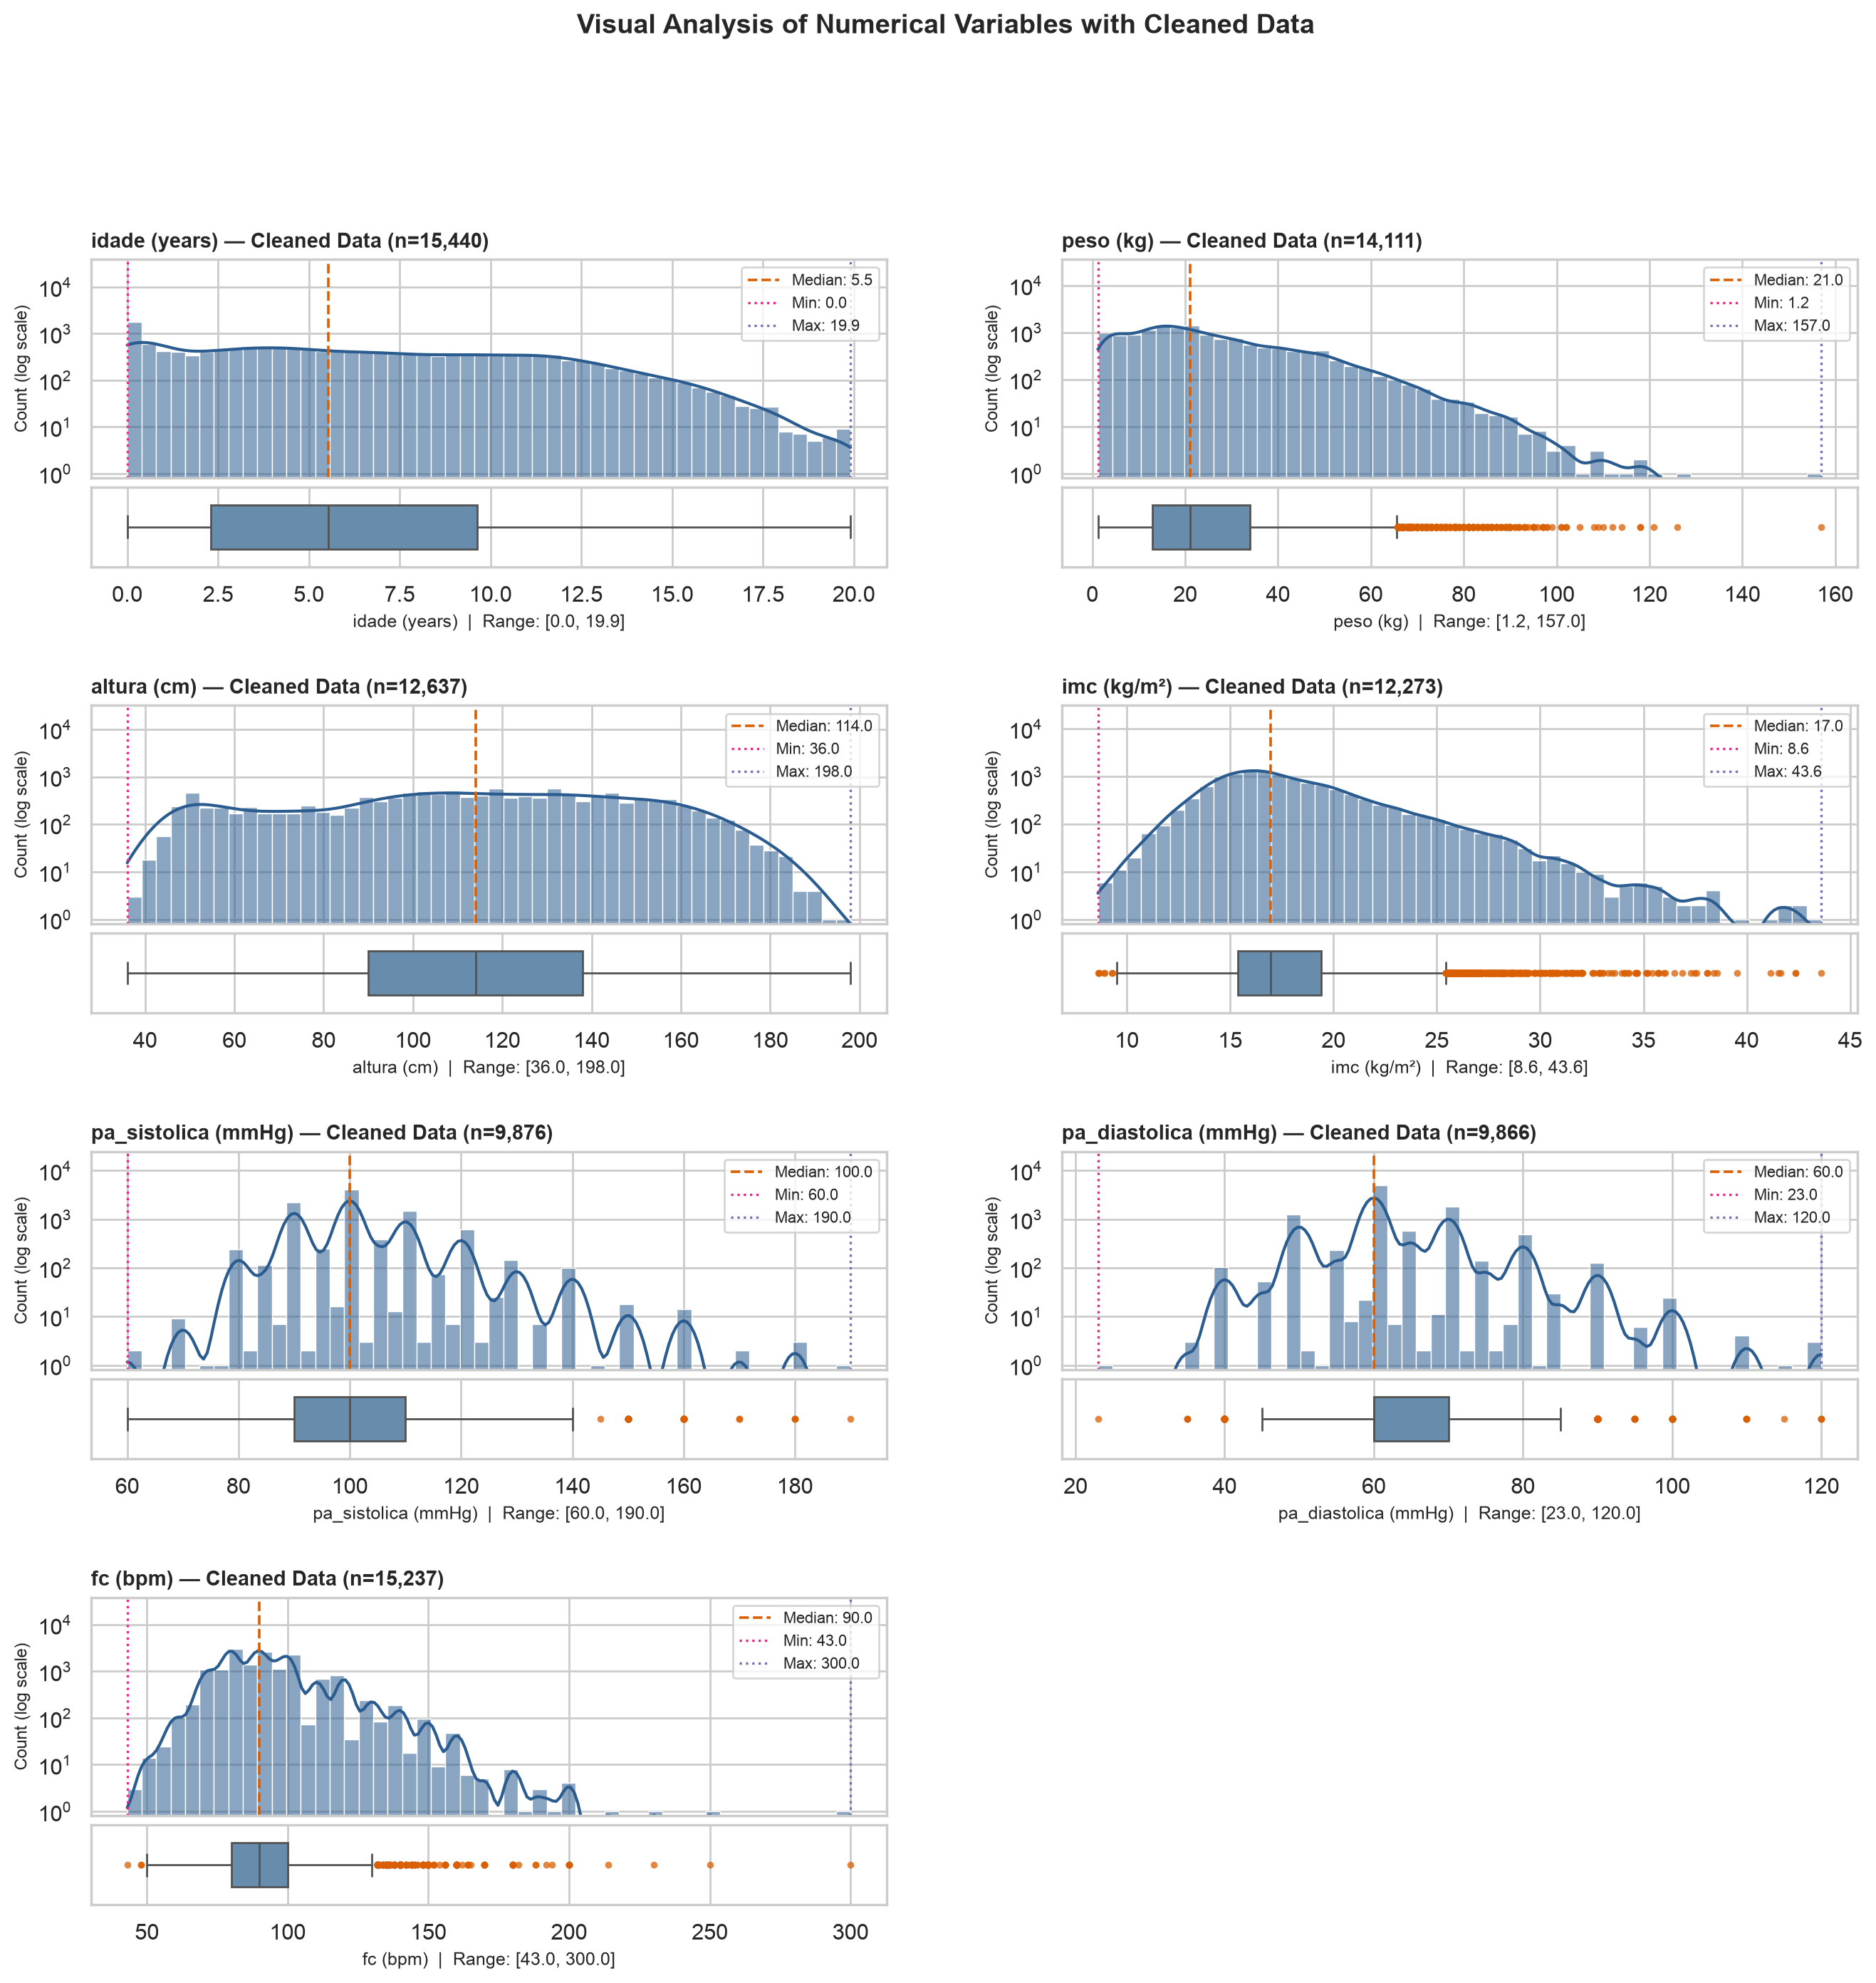 Visual Analysis of Numerical Variables with Cleaned Data
idade (years) — Cleaned Data (n=15,440)
Count (log scale)
10⁴
10³
10²
10¹
10⁰
Median: 5.5
Min: 0.0
Max: 19.9
0.0 2.5 5.0 7.5 10.0 12.5 15.0 17.5 20.0
idade (years) | Range: [0.0, 19.9]
peso (kg) — Cleaned Data (n=14,111)
Count (log scale)
10⁴
10³
10²
10¹
10⁰
Median: 21.0
Min: 1.2
Max: 157.0
0 20 40 60 80 100 120 140 160
peso (kg) | Range: [1.2, 157.0]
altura (cm) — Cleaned Data (n=12,637)
Count (log scale)
10⁴
10³
10²
10¹
10⁰
Median: 114.0
Min: 36.0
Max: 198.0
40 60 80 100 120 140 160 180 200
altura (cm) | Range: [36.0, 198.0]
imc (kg/m²) — Cleaned Data (n=12,273)
Count (log scale)
10⁴
10³
10²
10¹
10⁰
Median: 17.0
Min: 8.6
Max: 43.6
10 15 20 25 30 35 40 45
imc (kg/m²) | Range: [8.6, 43.6]
pa_sistolica (mmHg) — Cleaned Data (n=9,876)
Count (log scale)
10⁴
10³
10²
10¹
10⁰
Median: 100.0
Min: 60.0
Max: 190.0
60 80 100 120 140 160 180
pa_sistolica (mmHg) | Range: [60.0, 190.0]
pa_diastolica (mmHg) — Cleaned Data (n=9,866)
Count (log scale)
10⁴
10³
10²
10¹
10⁰
Median: 60.0
Min: 23.0
Max: 120.0
20 40 60 80 100 120
pa_diastolica (mmHg) | Range: [23.0, 120.0]
fc (bpm) — Cleaned Data (n=15,237)
Count (log scale)
10⁴
10³
10²
10¹
10⁰
Median: 90.0
Min: 43.0
Max: 300.0
50 100 150 200 250 300
fc (bpm) | Range: [43.0, 300.0]